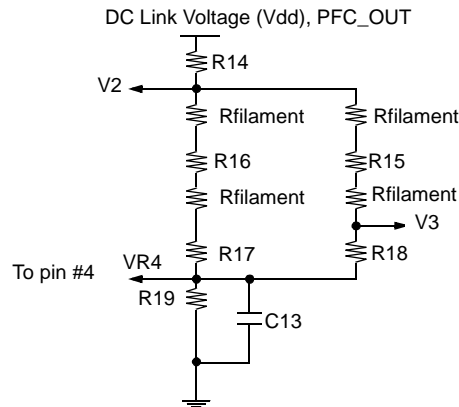 DC Link Voltage (Vdd), PFC_OUT
R14
V2
Rfilament
Rfilament
R16
R15
Rfilament
Rfilament
V3
R17
R18
To pin #4
VR4
R19
C13